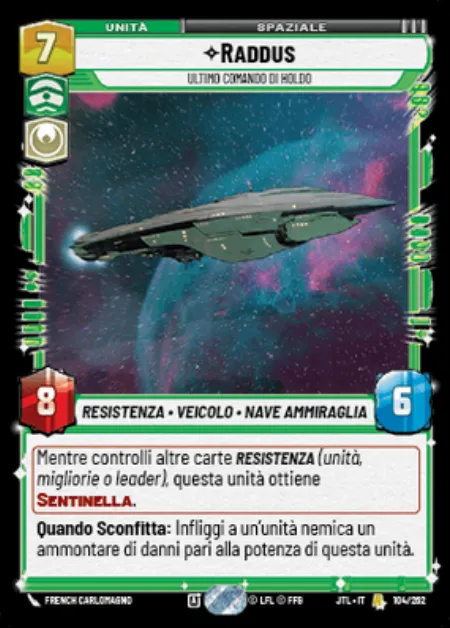 7
UNITÀ
SPAZIALE
RADDUS
ULTIMO COMANDO DI HOLDO
8
RESISTENZA • VEICOLO • NAVE AMMIRAGLIA
6
Mentre controlli altre carte RESISTENZA (unità,
migliorie o leader), questa unità ottiene
SENTINELLA.
Quando Sconfitta: Infliggi a un'unità nemica un
ammontare di danni pari alla potenza di questa unità.
FRENCH CARLOMAGNO
© LFL © FFG
JTL • IT
104/262